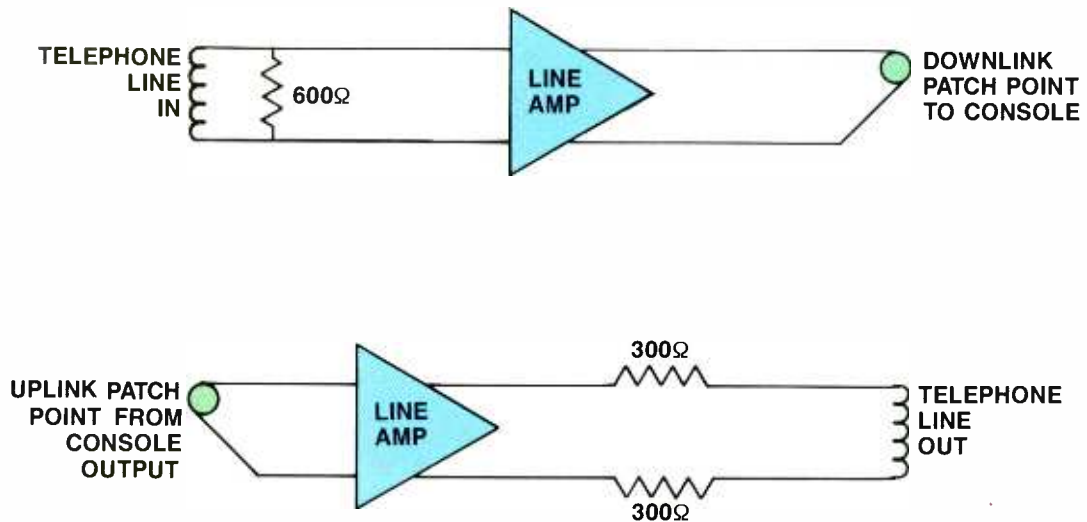 TELEPHONE
LINE
IN
600Ω
LINE
AMP
DOWNLINK
PATCH POINT
TO CONSOLE
UPLINK PATCH
POINT FROM
CONSOLE
OUTPUT
LINE
AMP
300Ω
300Ω
TELEPHONE
LINE
OUT